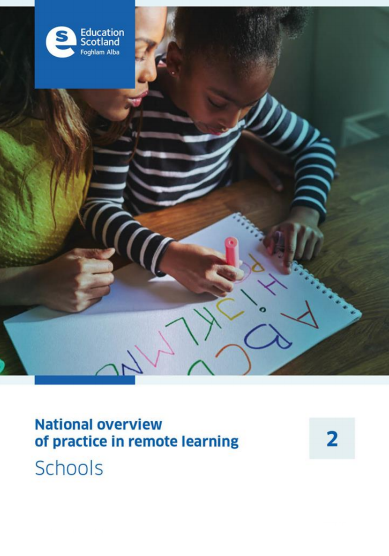 Education
Scotland
Foghlam Alba
A B C
H I J K L M N
National overview
of practice in remote learning
2
Schools